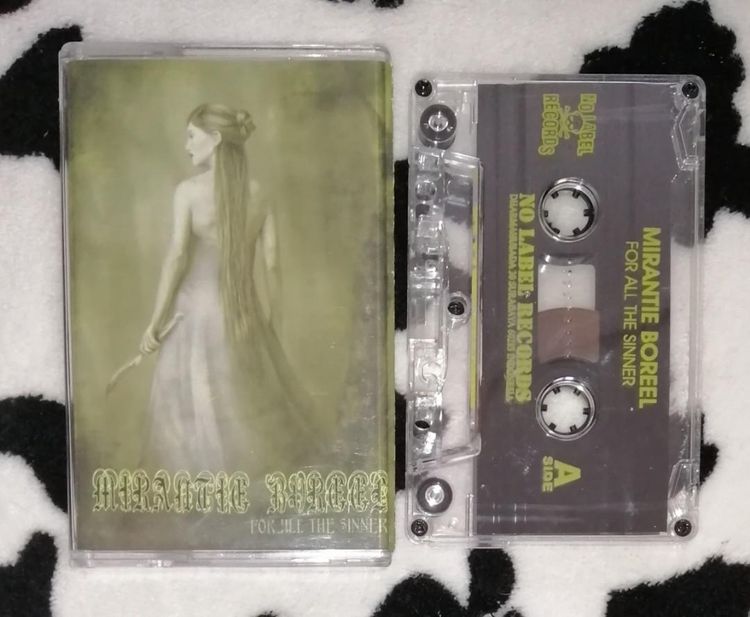 MIRANTIE BOREEL
FOR ALL THE SINNER
NO LABEL
RECORDS
MIRANTIE BOREEL
FOR ALL THE SINNER
NO LABEL RECORDS
A
SIDE